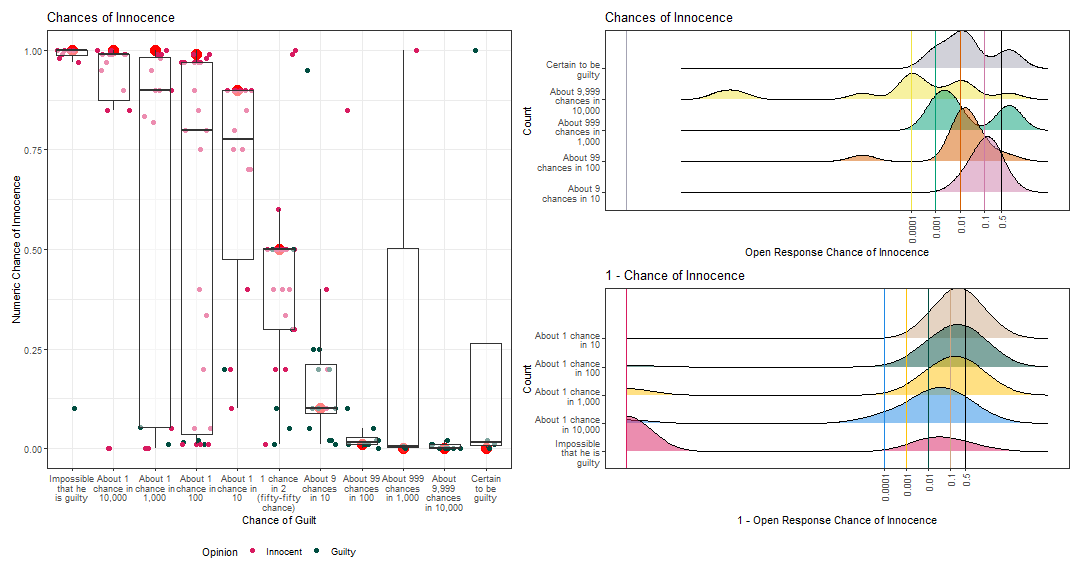 Chances of Innocence
Numeric Chance of Innocence
1.00
0.75
0.50
0.25
0.00
Impossible
that he
is guilty
About 1
chance in
10,000
About 1
chance in
1,000
About 1
chance in
100
About 1
chance in
10
1 chance
in 2
(fifty-fifty
chance)
About 9
chances
in 10
About 99
chances
in 100
About 999
chances
in 1,000
About
9,999
chances
in 10,000
Certain
to be
guilty
Chance of Guilt
Opinion
Innocent
Guilty
Chances of Innocence
Count
Certain to be
guilty
About 9,999
chances in
10,000
About 999
chances in
1,000
About 99
chances in 100
About 9
chances in 10
0.0001
0.001
0.01
0.1
0.5
Open Response Chance of Innocence
1 - Chance of Innocence
Count
About 1 chance
in 10
About 1 chance
in 100
About 1 chance
in 1,000
About 1 chance
in 10,000
Impossible
that he is
guilty
0.0001
0.001
0.01
0.1
0.5
1 - Open Response Chance of Innocence